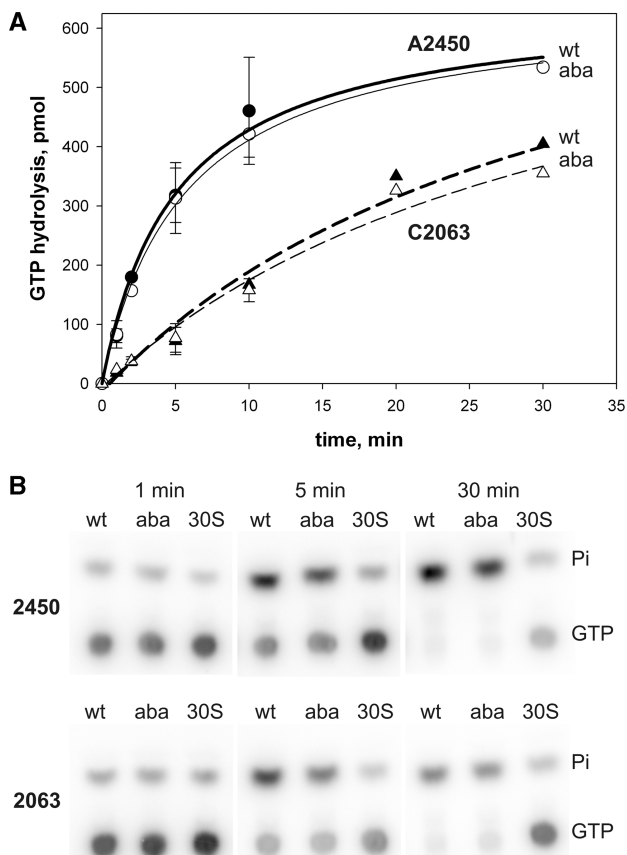 A
600
500
400
300
200
100
0
GTP hydrolysis, pmol
A2450
wt
aba
wt
aba
C2063
0 5 10 15 20 25 30 35
time, min
B
1 min 5 min 30 min
wt aba 30S wt aba 30S wt aba 30S
Pi
2450
GTP
wt aba 30S wt aba 30S wt aba 30S
Pi
2063
GTP